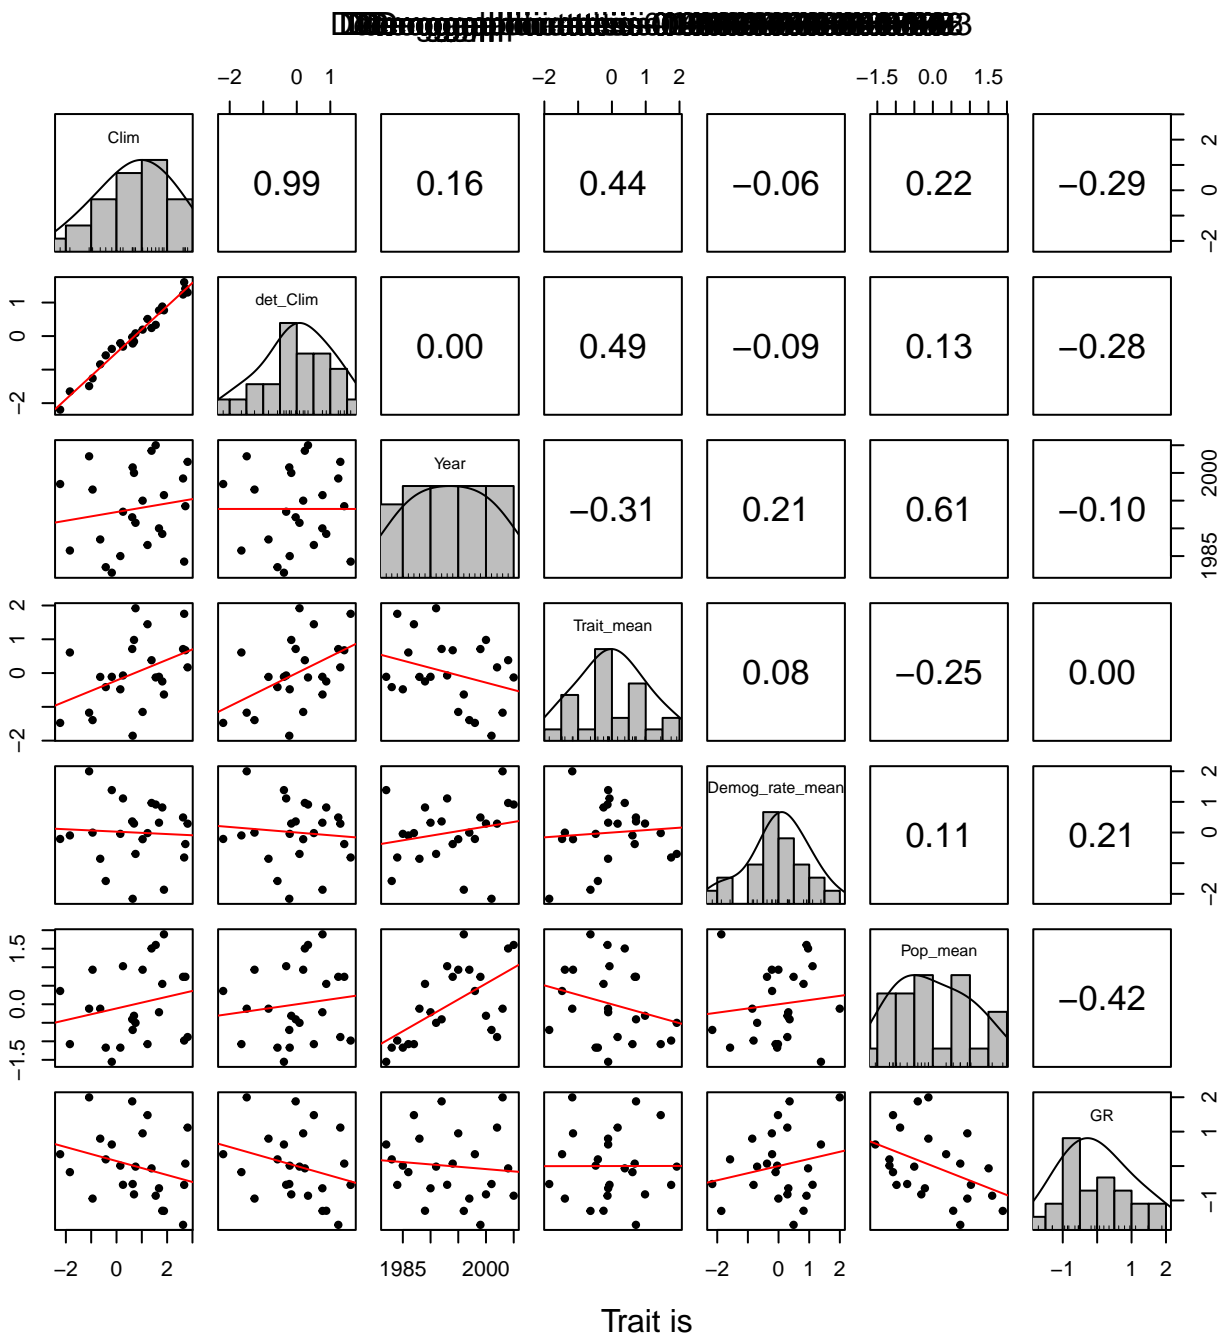 −2 0 1 −2 0 1 2 −1.5 0.0 1.5
Clim
0.99 0.16 0.44 −0.06 0.22 −0.29
−2 0 2
det_Clim
0.00 0.49 −0.09 0.13 −0.28
−2 0 1
Year
−0.31 0.21 0.61 −0.10
1985 2000
Trait_mean
0.08 −0.25 0.00
−2 0 1 2
Demog_rate_mean
0.11 0.21
−2 0 1 2
Pop_mean
−0.42
−1.5 0.0 1.5
GR
−1 1 2
−2 0 2 1985 2000 −2 0 1 2 −1 1 2
Trait is